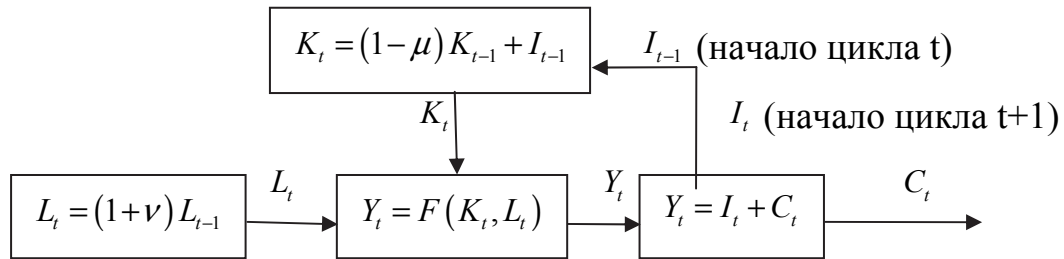 K_t = (1 − μ) K_{t−1} + I_{t−1}
I_{t−1} (начало цикла t)
K_t
I_t (начало цикла t+1)
L_t = (1+ν) L_{t−1}
L_t
Y_t = F(K_t, L_t)
Y_t
Y_t = I_t + C_t
C_t